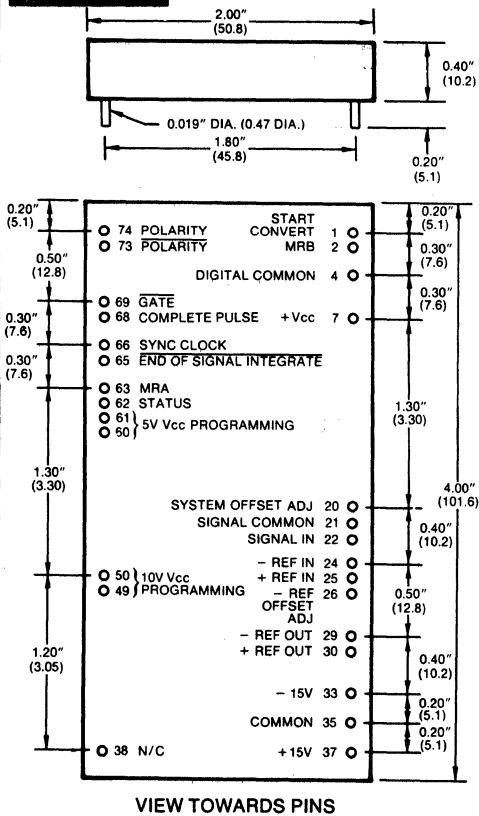 2.00"
(50.8)
0.40"
(10.2)
0.019" DIA. (0.47 DIA.)
1.80"
(45.8)
0.20"
(5.1)
0.20"
(5.1)
0.50"
(12.8)
0.30"
(7.6)
0.30"
(7.6)
1.30"
(3.30)
1.20"
(3.05)
74 POLARITY
73 POLARITY
69 GATE
68 COMPLETE PULSE
66 SYNC CLOCK
65 END OF SIGNAL INTEGRATE
63 MRA
62 STATUS
61
60 } 5V Vcc PROGRAMMING
50 } 10V Vcc
49 } PROGRAMMING
38 N/C
START
CONVERT 1
MRB 2
DIGITAL COMMON 4
+Vcc 7
SYSTEM OFFSET ADJ 20
SIGNAL COMMON 21
SIGNAL IN 22
− REF IN 24
+ REF IN 25
− REF 26
OFFSET
ADJ
− REF OUT 29
+ REF OUT 30
− 15V 33
COMMON 35
+15V 37
0.20"
(5.1)
0.30"
(7.6)
0.30"
(7.6)
1.30"
(3.30)
4.00"
(101.6)
0.40"
(10.2)
0.50"
(12.8)
0.40"
(10.2)
0.20"
(5.1)
0.20"
(5.1)
VIEW TOWARDS PINS